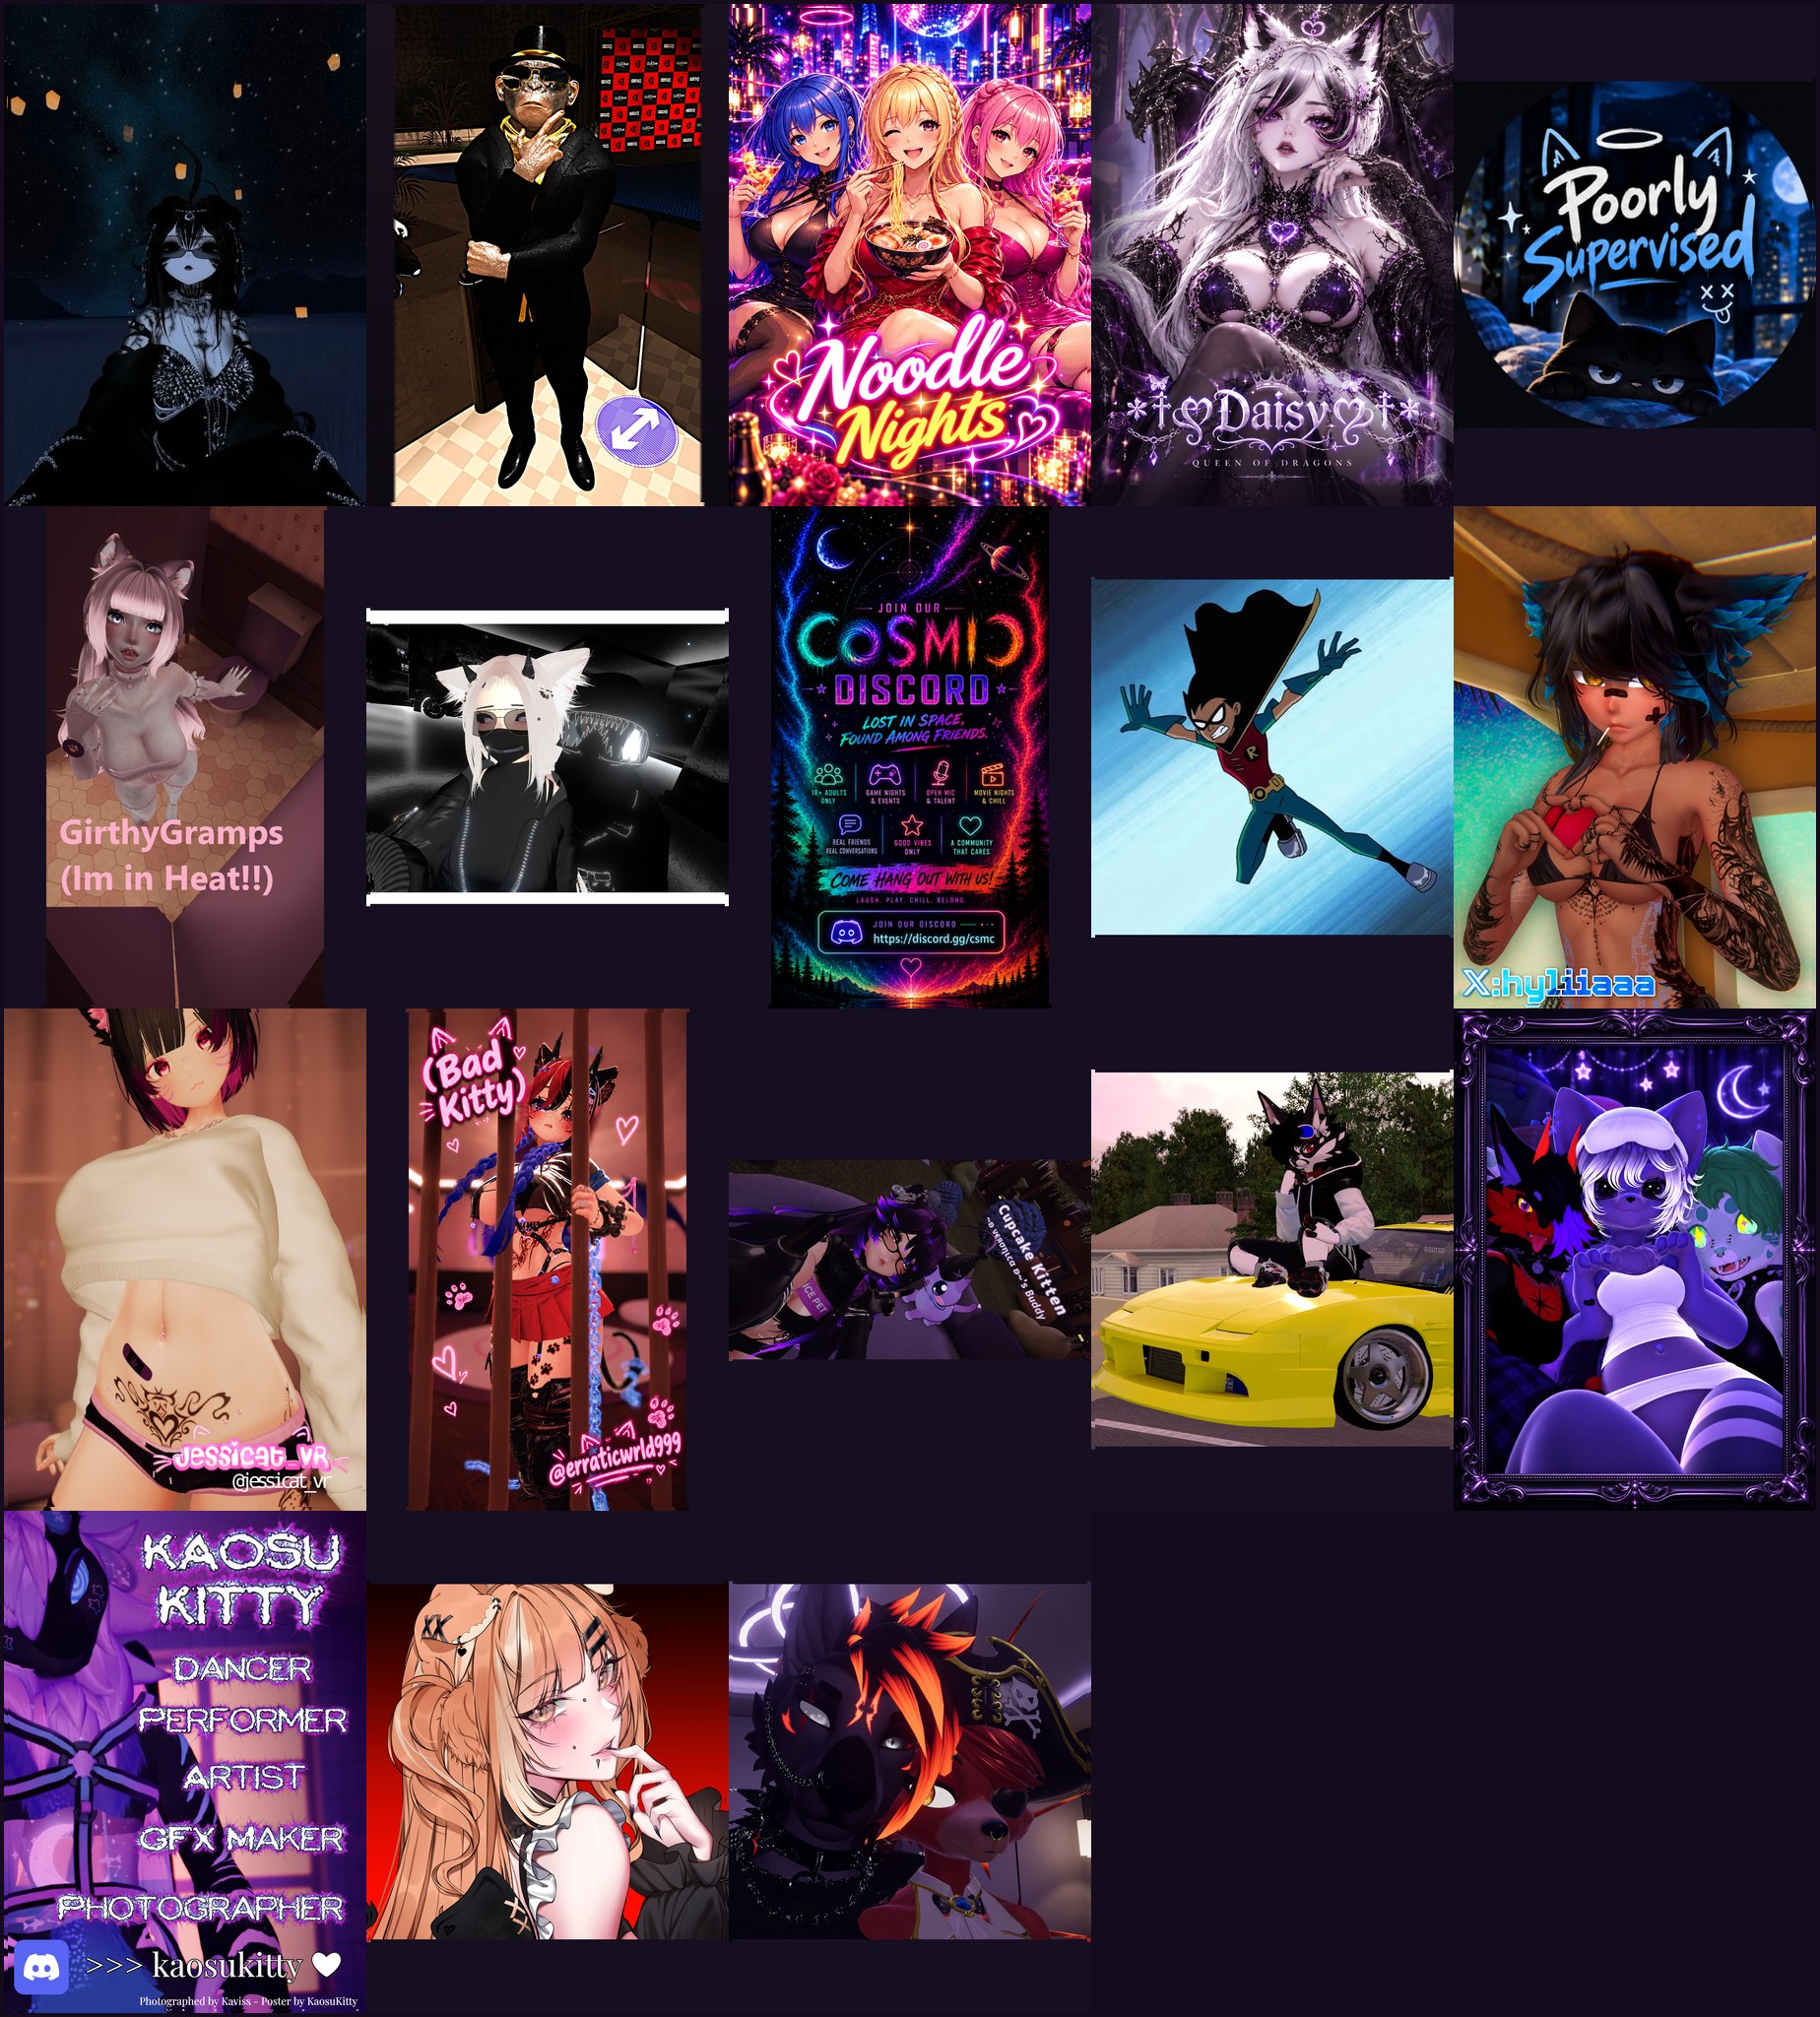 Noodle
Nights
*†♡Daisy♡†*
QUEEN OF DRAGONS
Poorly
Supervised
GirthyGramps
(Im in Heat!!)
JOIN OUR
COSMIC
DISCORD
LOST IN SPACE,
FOUND AMONG FRIENDS.
18+ ADULTS
ONLY
GAME NIGHTS
& EVENTS
OPEN MIC
& TALENT
MOVIE NIGHTS
& CHILL
REAL FRIENDS
REAL CONVERSATIONS
GOOD VIBES
ONLY
A COMMUNITY
THAT CARES
COME HANG OUT WITH US!
LAUGH. PLAY. CHILL. BELONG.
JOIN OUR DISCORD
https://discord.gg/csmc
R
X:hyliiaaa
Jessicat_VR
@jessicat_vr
(Bad
Kitty)
@erraticwrld999
Cupcake Kitten
Buddy
KAOSU
KITTY
DANCER
PERFORMER
ARTIST
GFX MAKER
PHOTOGRAPHER
>>> kaosukitty
Photographed by Kaviss - Poster by KaosuKitty